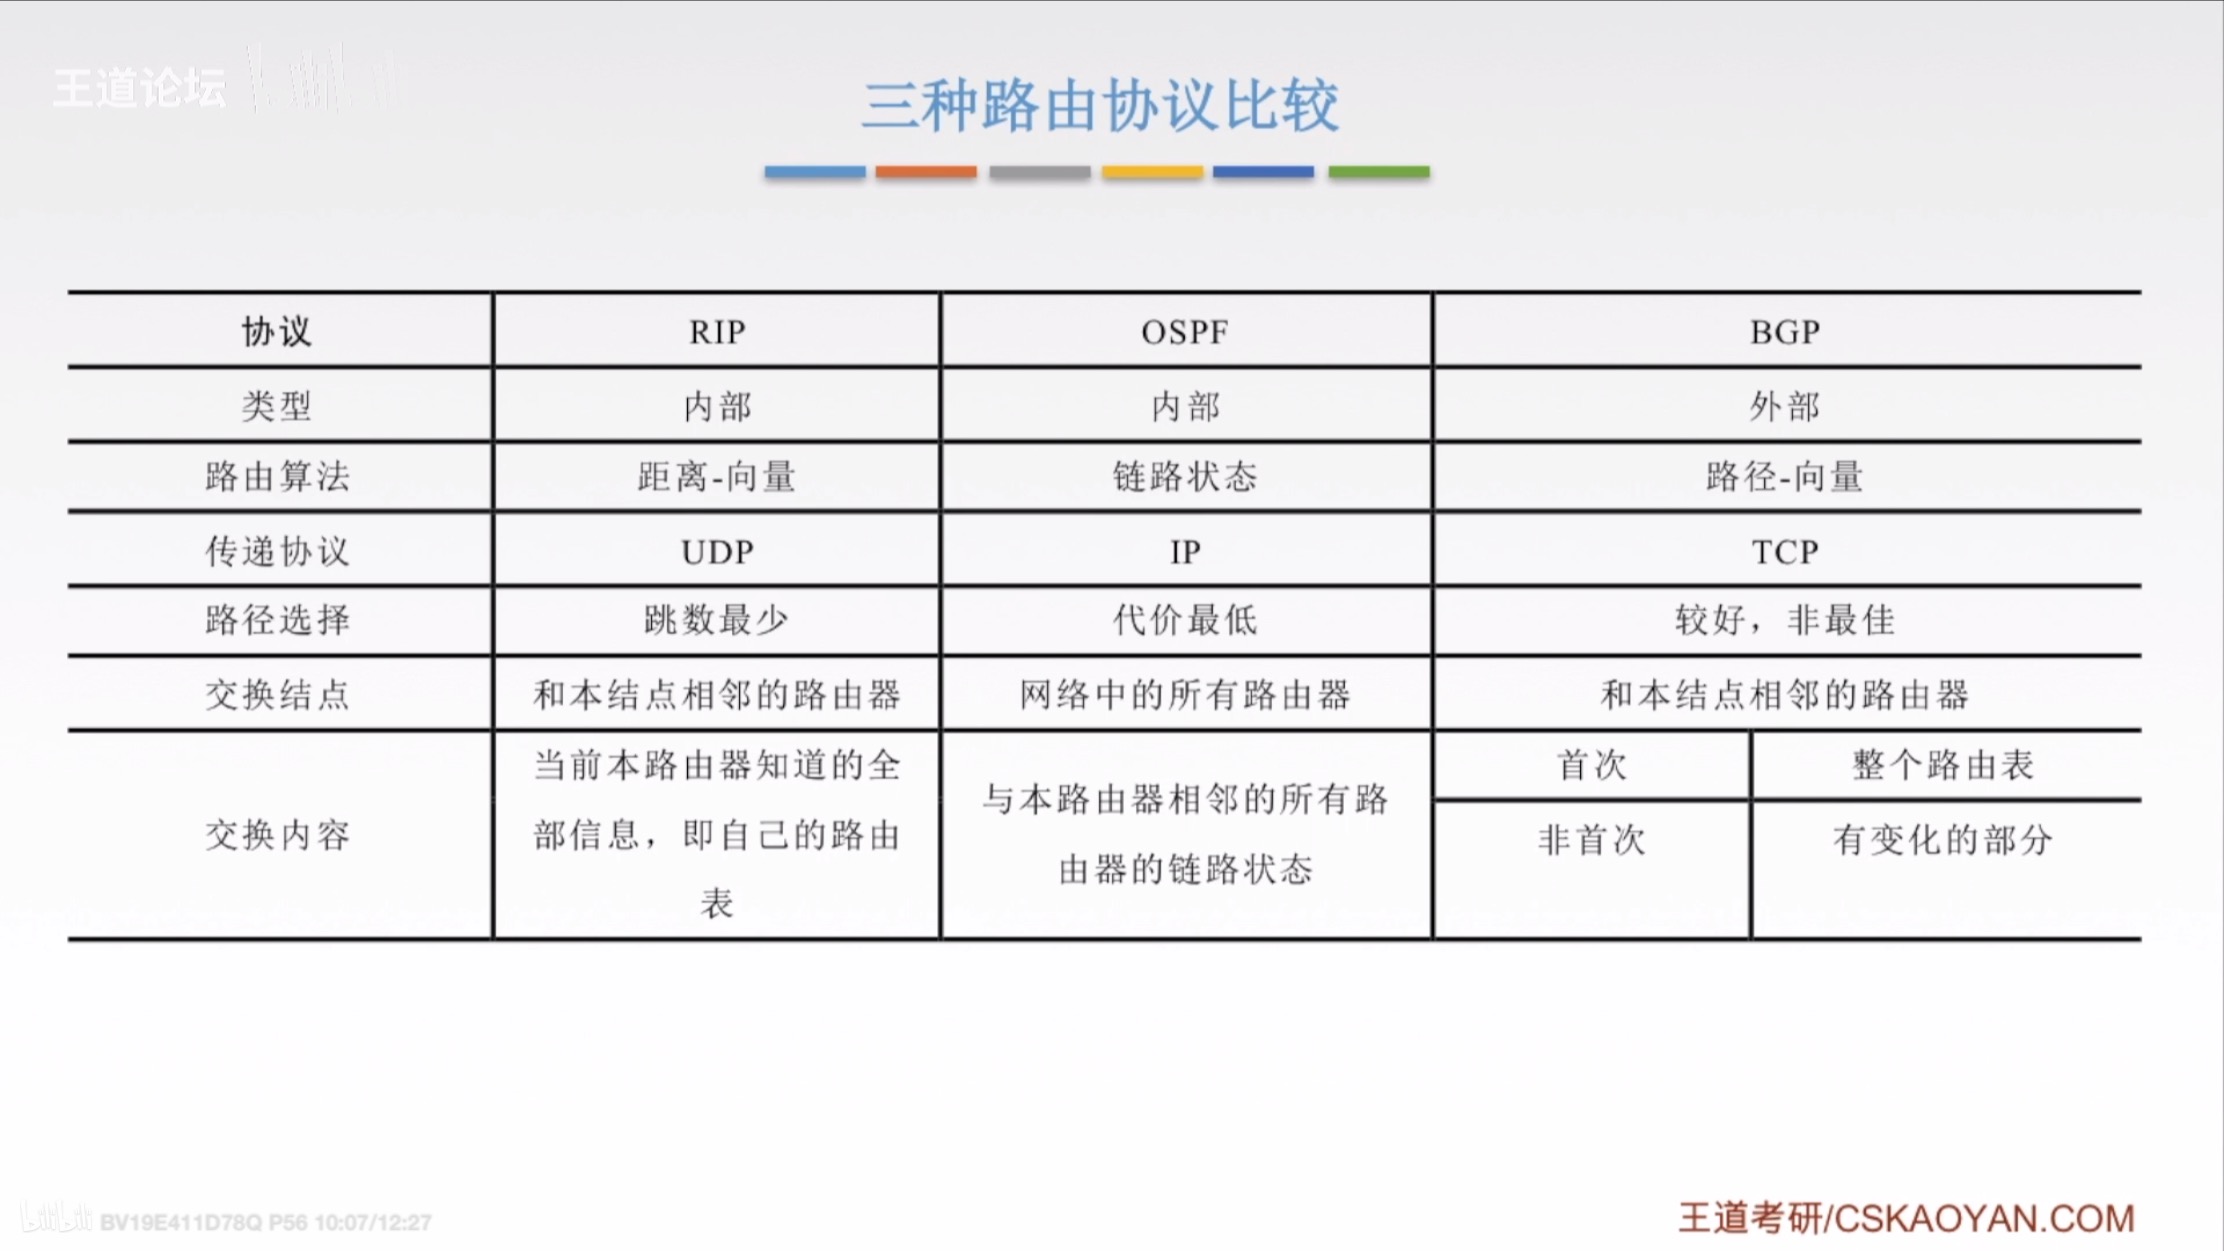 王道论坛
三种路由协议比较
协议 RIP OSPF BGP
类型 内部 内部 外部
路由算法 距离-向量 链路状态 路径-向量
传递协议 UDP IP TCP
路径选择 跳数最少 代价最低 较好，非最佳
交换结点 和本结点相邻的路由器 网络中的所有路由器 和本结点相邻的路由器
交换内容
当前本路由器知道的全
部信息，即自己的路由
表
与本路由器相邻的所有路
由器的链路状态
首次 整个路由表
非首次 有变化的部分
bilibili BV19E411D78Q P56 10:07/12:27
王道考研/CSKAOYAN.COM